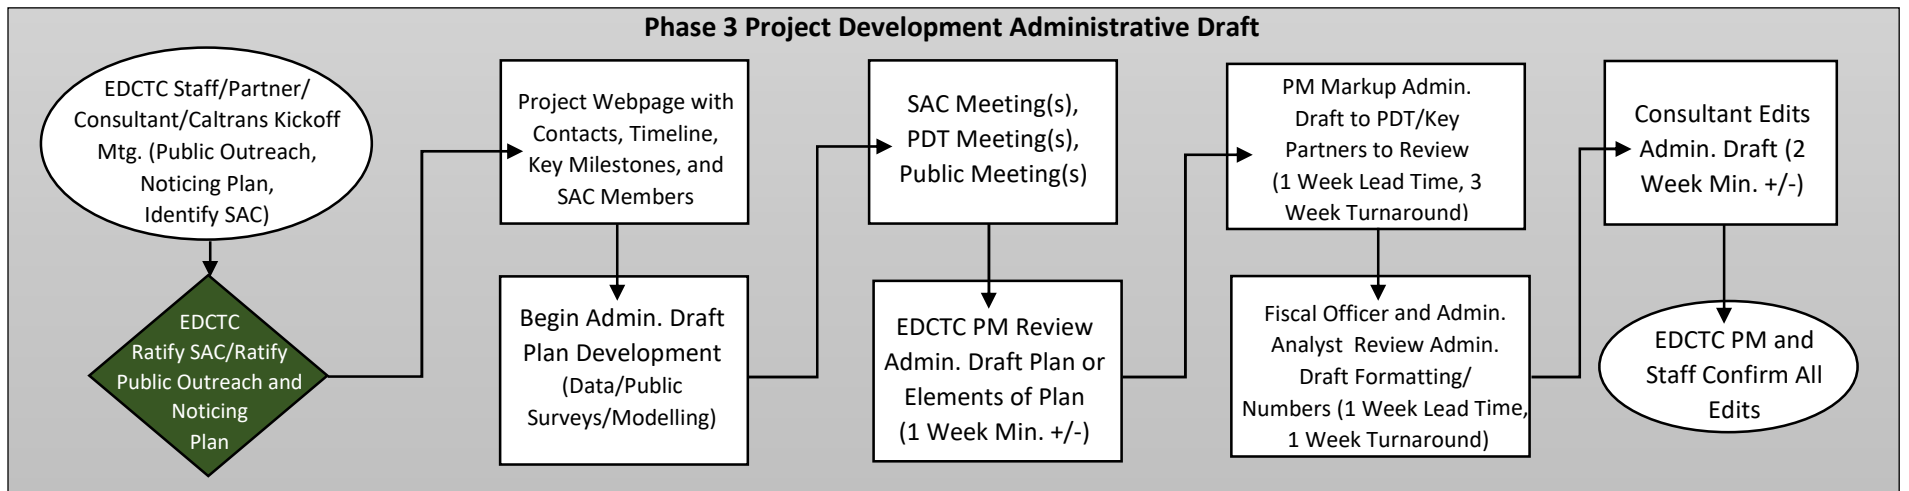 Phase 3 Project Development Administrative Draft
EDCTC Staff/Partner/
Consultant/Caltrans Kickoff
Mtg. (Public Outreach,
Noticing Plan,
Identify SAC)
EDCTC
Ratify SAC/Ratify
Public Outreach and
Noticing
Plan
Project Webpage with
Contacts, Timeline,
Key Milestones, and
SAC Members
Begin Admin. Draft
Plan Development
(Data/Public
Surveys/Modelling)
SAC Meeting(s),
PDT Meeting(s),
Public Meeting(s)
EDCTC PM Review
Admin. Draft Plan or
Elements of Plan
(1 Week Min. +/-)
PM Markup Admin.
Draft to PDT/Key
Partners to Review
(1 Week Lead Time, 3
Week Turnaround)
Fiscal Officer and Admin.
Analyst Review Admin.
Draft Formatting/
Numbers (1 Week Lead Time,
1 Week Turnaround)
Consultant Edits
Admin. Draft (2
Week Min. +/-)
EDCTC PM and
Staff Confirm All
Edits